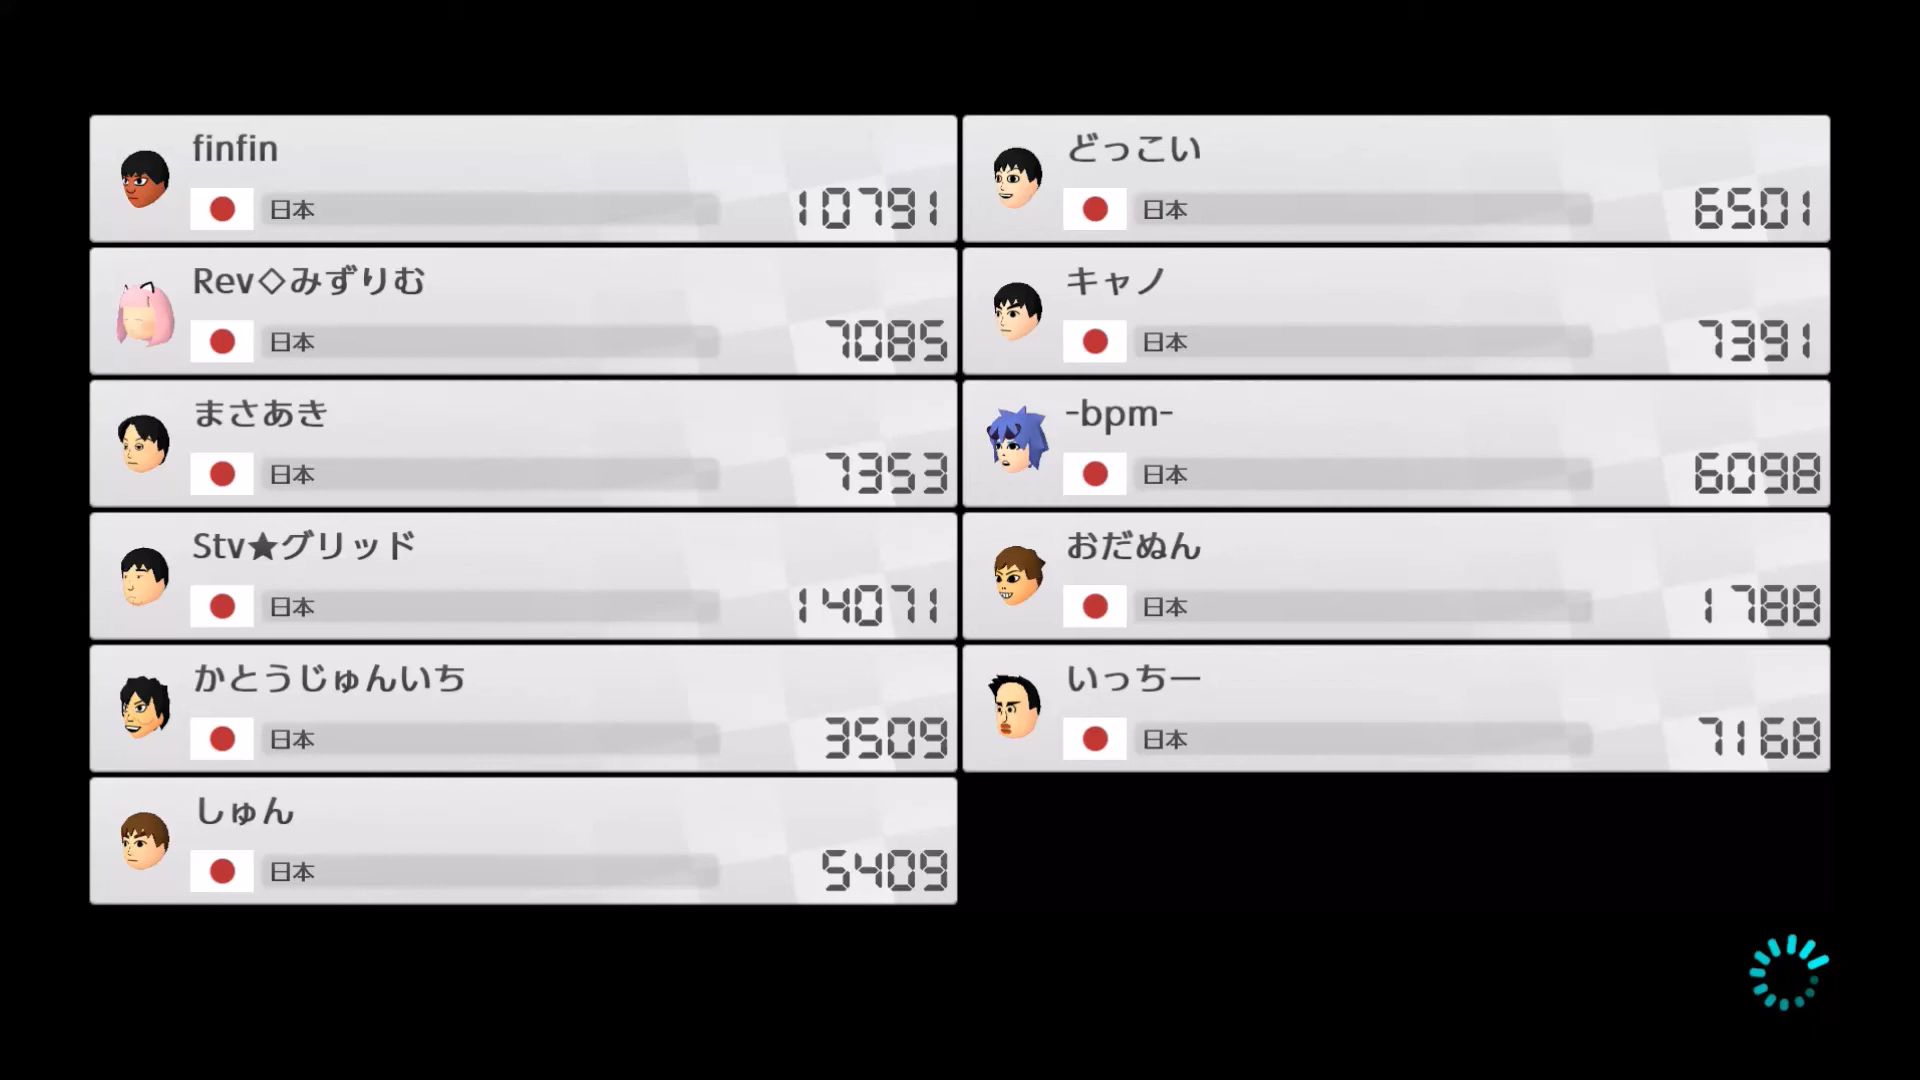 finfin
日本 10791
どっこい
日本 6501
Rev◇みずりむ
日本 7085
キャノ
日本 7391
まさあき
日本 7353
-bpm-
日本 6098
Stv★グリッド
日本 14071
おだぬん
日本 1788
かとうじゅんいち
日本 3509
いっちー
日本 7168
しゅん
日本 5409